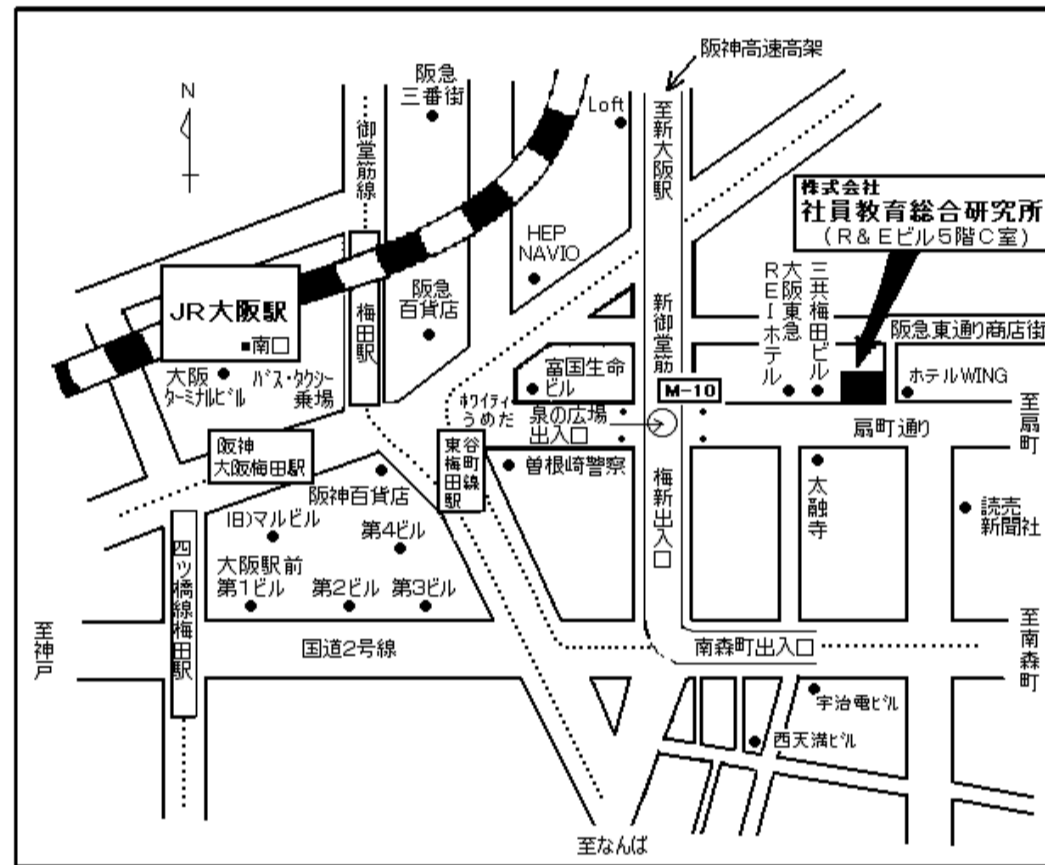 阪神高速高架
阪急
三番街
Loft
N
御堂筋線
至新大阪駅
株式会社
社員教育総合研究所
(R&Eビル5階C室)
HEP
NAVIO
JR大阪駅
■南口
梅田駅
阪急
百貨店
新御堂筋
大阪東急
REIホテル
三共梅田ビル
阪急東通り商店街
大阪
ターミナルビル
バス・タクシー
乗場
富国生命
ビル
M-10
ホテルWING
至扇町
ホワイティ
うめだ
泉の広場
出入口
扇町通り
阪神
大阪梅田駅
谷町線
東梅田駅
曽根崎警察
梅新出入口
太融寺
読売
新聞社
阪神百貨店
旧)マルビル
第4ビル
大阪駅前
第1ビル
第2ビル
第3ビル
四ツ橋線梅田駅
至神戸
国道2号線
南森町出入口
至南森町
宇治電ビル
西天満ビル
至なんば